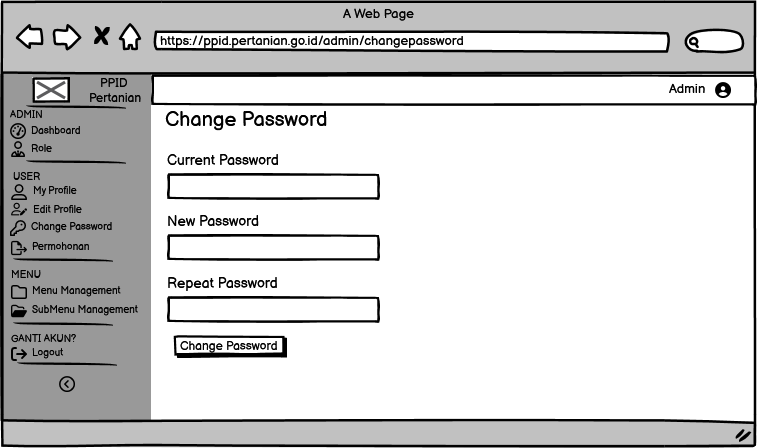 A Web Page
https://ppid.pertanian.go.id/admin/changepassword
PPID
Pertanian
Admin
ADMIN
Dashboard
Role
USER
My Profile
Edit Profile
Change Password
Permohonan
MENU
Menu Management
SubMenu Management
GANTI AKUN?
Logout
Change Password
Current Password
New Password
Repeat Password
Change Password